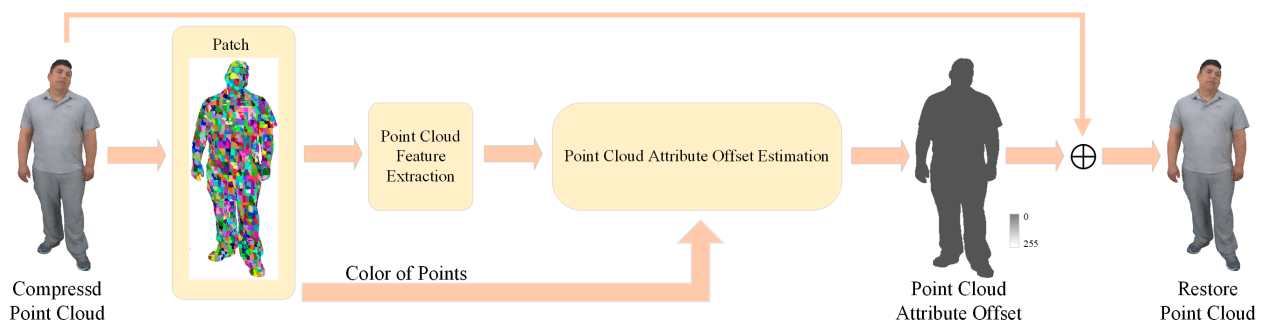 Patch
Point Cloud
Feature
Extraction
Point Cloud Attribute Offset Estimation
0
255
Color of Points
Compressd
Point Cloud
Point Cloud
Attribute Offset
Restore
Point Cloud